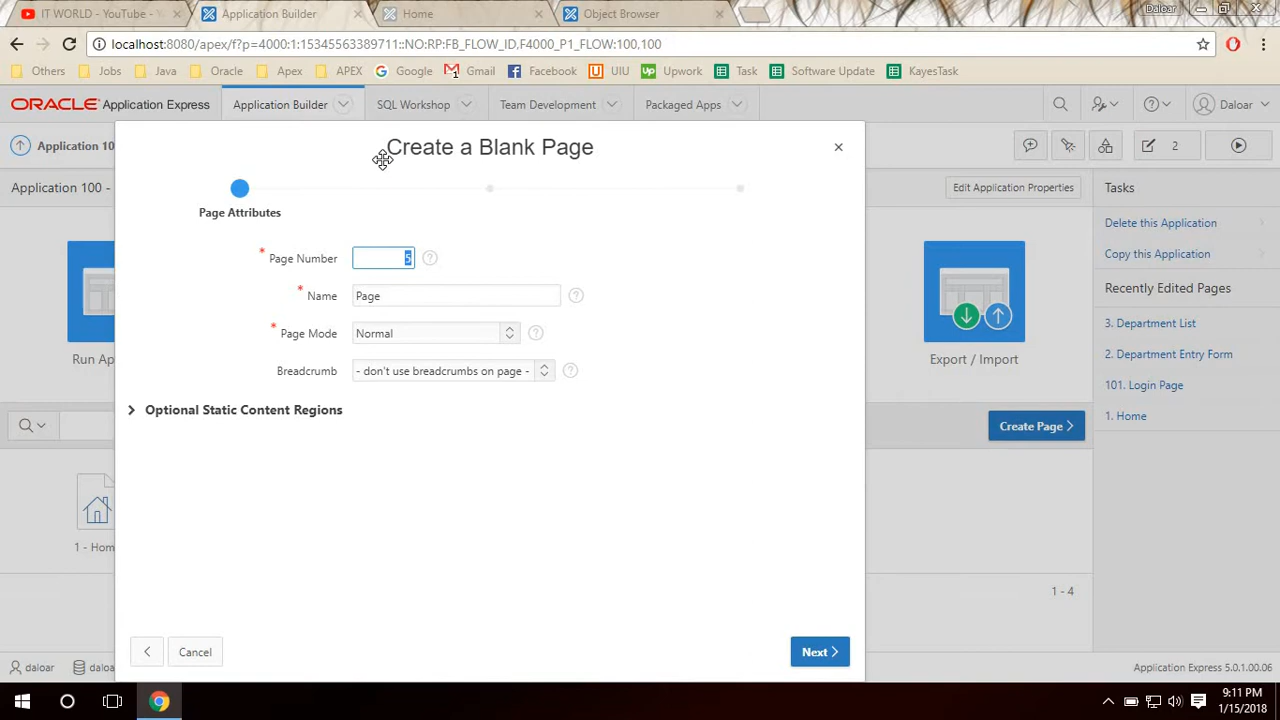 IT WORLD - YouTube -
Application Builder
Home
Object Browser
Daloar
localhost:8080/apex/f?p=4000:1:15345563389711::NO:RP:FB_FLOW_ID,F4000_P1_FLOW:100,100
Others
Jobs
Java
Oracle
Apex
APEX
Google
Gmail
Facebook
UIU
Upwork
Task
Software Update
KayesTask
ORACLE Application Express
Application Builder
SQL Workshop
Team Development
Packaged Apps
Daloar
Application 10
2
Create a Blank Page
Application 100 -
Edit Application Properties
Tasks
Page Attributes
Delete this Application
Copy this Application
* Page Number 5
Recently Edited Pages
* Name Page
3. Department List
* Page Mode Normal
2. Department Entry Form
Run Ap
Export / Import
Breadcrumb - don't use breadcrumbs on page -
101. Login Page
Optional Static Content Regions
1. Home
Create Page
1 - Hom
1 - 4
Cancel
Next
daloar
daloa
Application Express 5.0.1.00.06
9:11 PM
1/15/2018